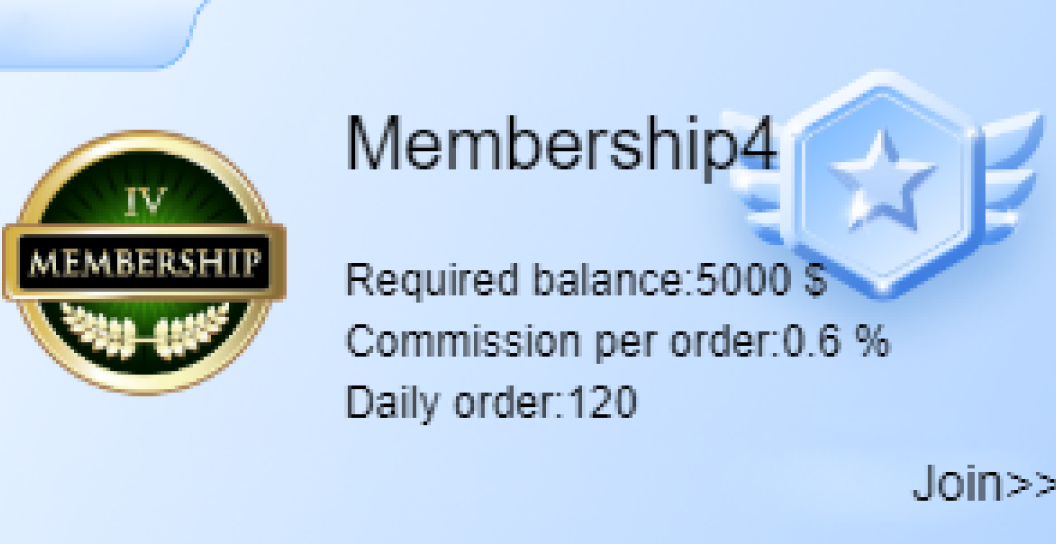 IV
MEMBERSHIP
Membership4
Required balance:5000 $
Commission per order:0.6 %
Daily order:120
Join>>